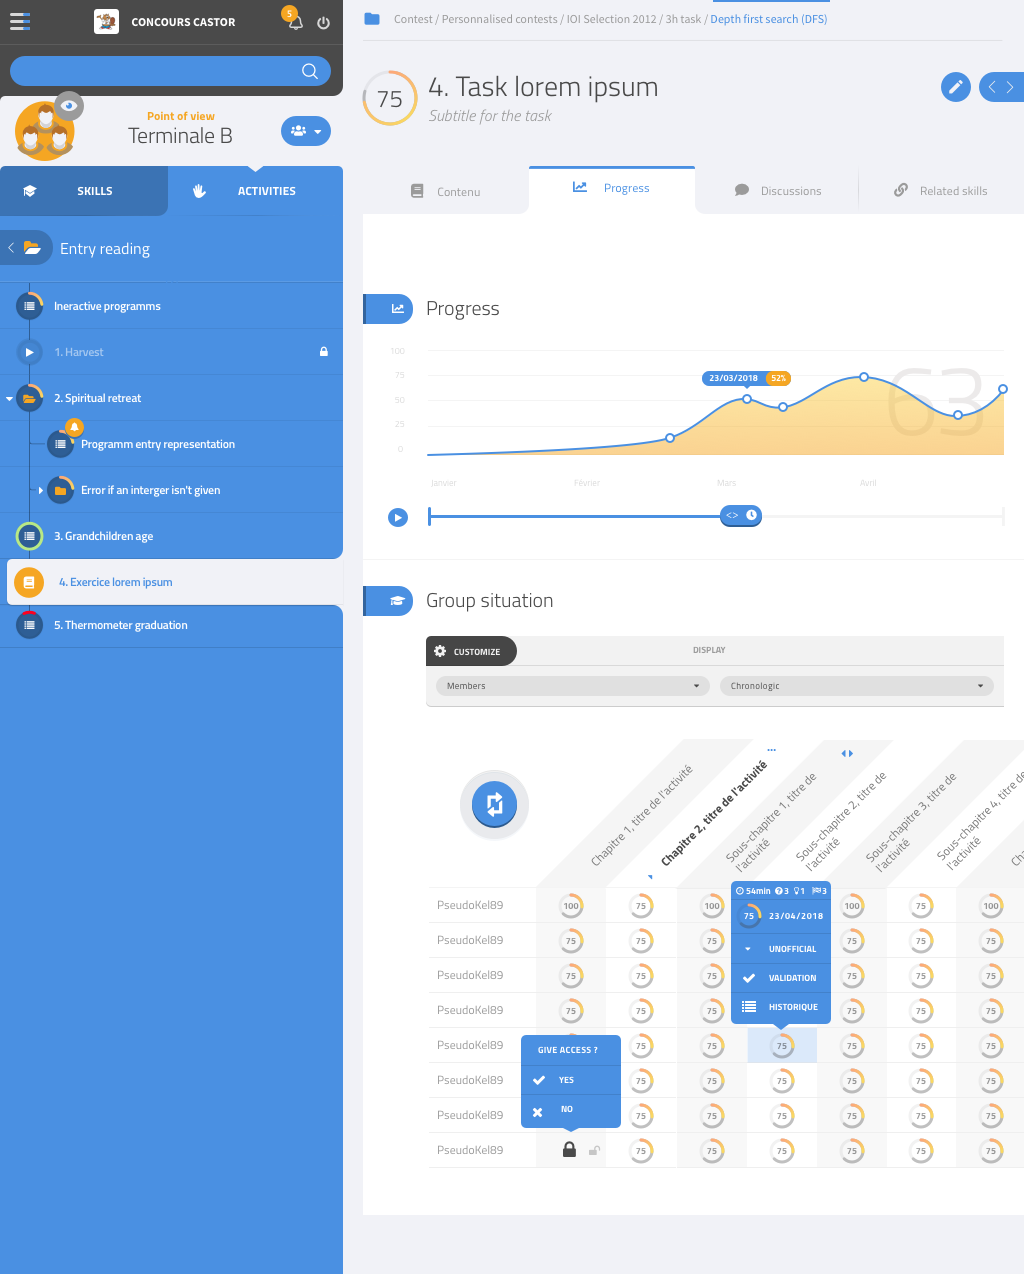 CONCOURS CASTOR
5
Contest / Personnalised contests / IOI Selection 2012 / 3h task / Depth first search (DFS)
Point of view
Terminale B
SKILLS
ACTIVITIES
Entry reading
Ineractive programms
1. Harvest
2. Spiritual retreat
Programm entry representation
Error if an interger isn't given
3. Grandchildren age
4. Exercice lorem ipsum
5. Thermometer graduation
75
4. Task lorem ipsum
Subtitle for the task
Contenu
Progress
Discussions
Related skills
Progress
100
75
50
25
0
23/03/2018 52%
63
Janvier
Février
Mars
Avril
<>
Group situation
CUSTOMIZE
DISPLAY
Members
Chronologic
Chapitre 1, titre de l'activité
Chapitre 2, titre de l'activité
Sous-chapitre 1, titre de
l'activité
Sous-chapitre 2, titre de
l'activité
Sous-chapitre 3, titre de
l'activité
Sous-chapitre 4, titre de
l'activité
Cha
54min 3 1 3
75 23/04/2018
UNOFFICIAL
VALIDATION
HISTORIQUE
PseudoKel89 100 75 100 100 75 100
PseudoKel89 75 75 75 75 75 75
PseudoKel89 75 75 75 75 75 75
PseudoKel89 75 75 75 75 75 75
PseudoKel89 75 75 75 75 75 75
PseudoKel89 75 75 75 75 75 75
PseudoKel89 75 75 75 75 75 75
PseudoKel89 75 75 75 75 75 75
GIVE ACCESS ?
YES
NO